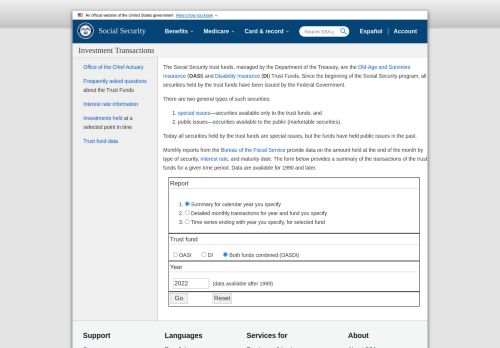 An official website of the United States government Here's how you know
Social Security
Benefits Medicare Card & record Search SSA.g Español Account
Investment Transactions
Office of the Chief Actuary
Frequently asked questions
about the Trust Funds
Interest rate information
Investments held at a
selected point in time
Trust fund data
The Social Security trust funds, managed by the Department of the Treasury, are the Old-Age and Survivors
Insurance (OASI) and Disability Insurance (DI) Trust Funds. Since the beginning of the Social Security program, all
securities held by the trust funds have been issued by the Federal Government.
There are two general types of such securities:
1. special issues—securities available only to the trust funds; and
2. public issues—securities available to the public (marketable securities).
Today all securities held by the trust funds are special issues, but the funds have held public issues in the past.
Monthly reports from the Bureau of the Fiscal Service provide data on the amount held at the end of the month by
type of security, interest rate, and maturity date. The form below provides a summary of the transactions of the trust
funds for a given time period. Data are available for 1990 and later.
Report
1. Summary for calendar year you specify
2. Detailed monthly transactions for year and fund you specify
3. Time series ending with year you specify, for selected fund
Trust fund
OASI DI Both funds combined (OASDI)
Year
2022 (data available after 1989)
Go Reset
Support Languages Services for About